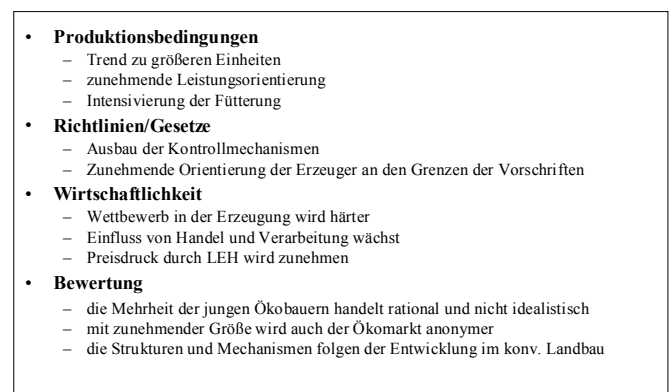 • Produktionsbedingungen
– Trend zu größeren Einheiten
– zunehmende Leistungsorientierung
– Intensivierung der Fütterung
• Richtlinien/Gesetze
– Ausbau der Kontrollmechanismen
– Zunehmende Orientierung der Erzeuger an den Grenzen der Vorschriften
• Wirtschaftlichkeit
– Wettbewerb in der Erzeugung wird härter
– Einfluss von Handel und Verarbeitung wächst
– Preisdruck durch LEH wird zunehmen
• Bewertung
– die Mehrheit der jungen Ökobauern handelt rational und nicht idealistisch
– mit zunehmender Größe wird auch der Ökomarkt anonymer
– die Strukturen und Mechanismen folgen der Entwicklung im konv. Landbau